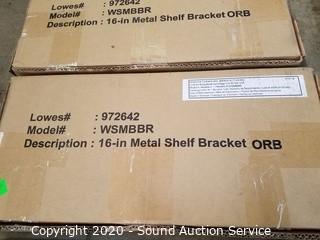 Lowes# : 972642
Model# : WSMBBR
Description : 16-in Metal Shelf Bracket ORB
Lowes# : 972642
Model# : WSMBBR
Description : 16-in Metal Shelf Bracket ORB
Copyright © 2020 - Sound Auction Service